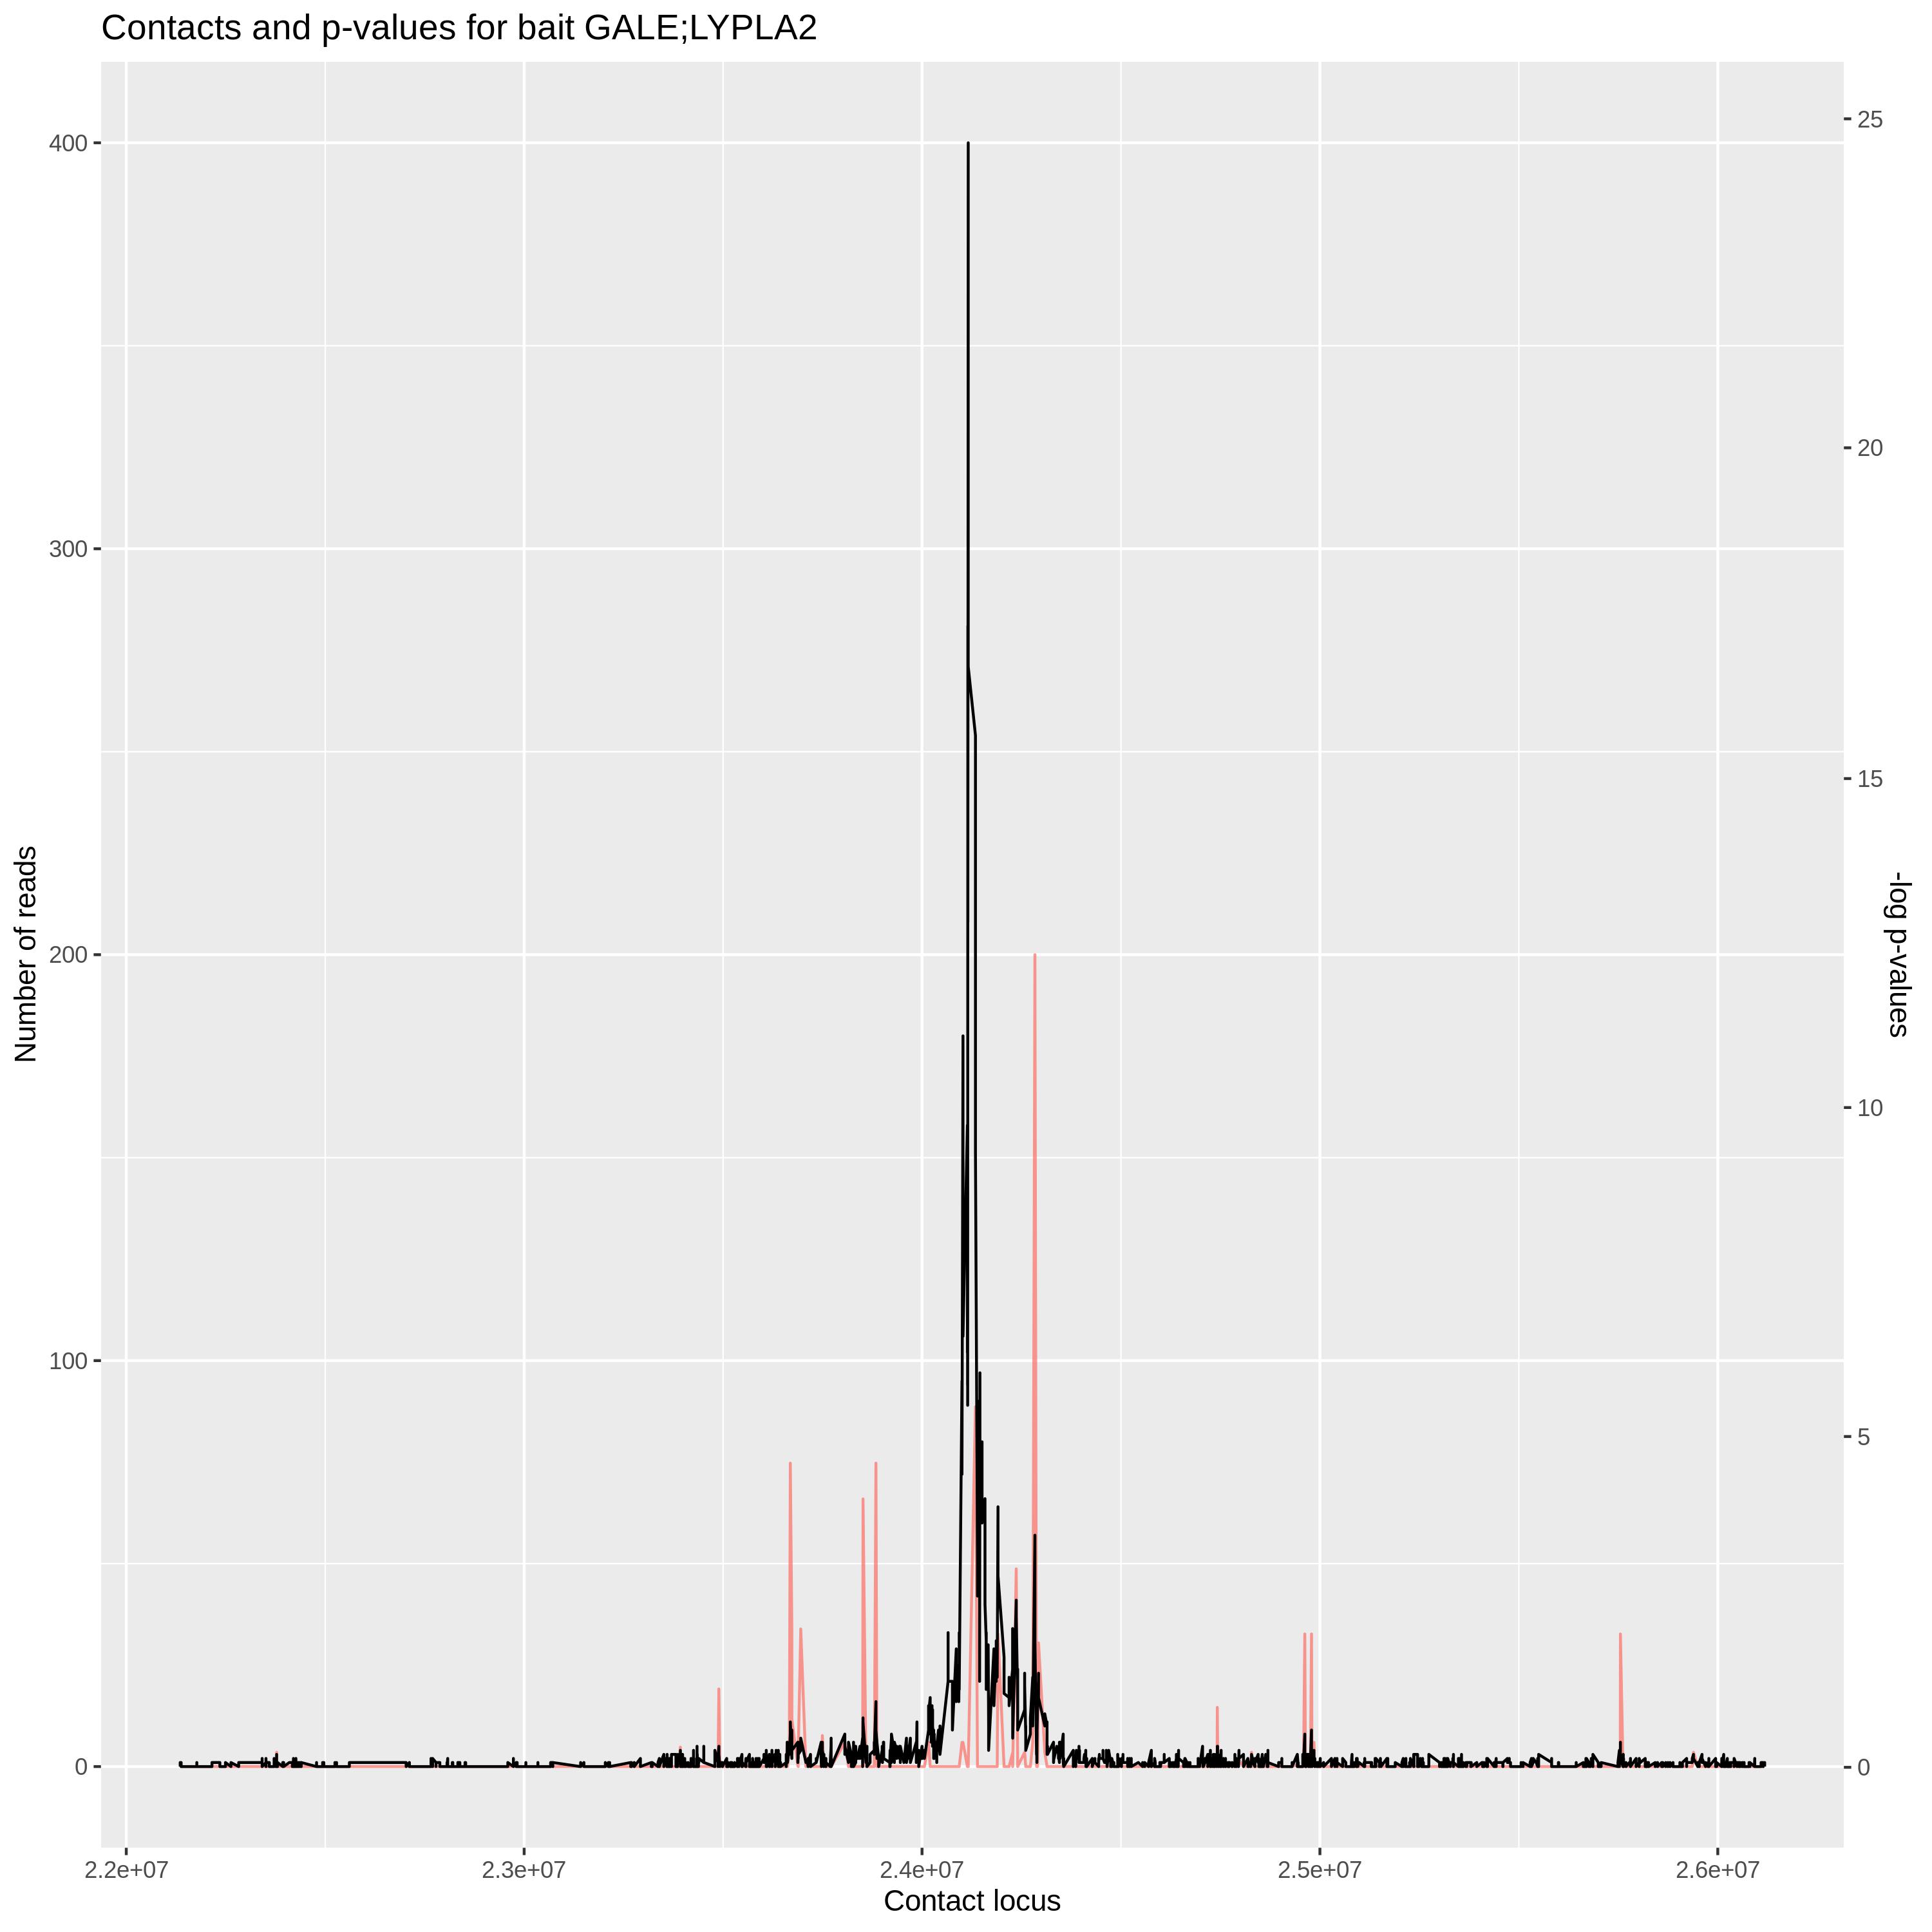 Contacts and p-values for bait GALE;LYPLA2
400
300
200
100
0
Number of reads
25
20
15
10
5
0
-log p-values
2.2e+07
2.3e+07
2.4e+07
2.5e+07
2.6e+07
Contact locus